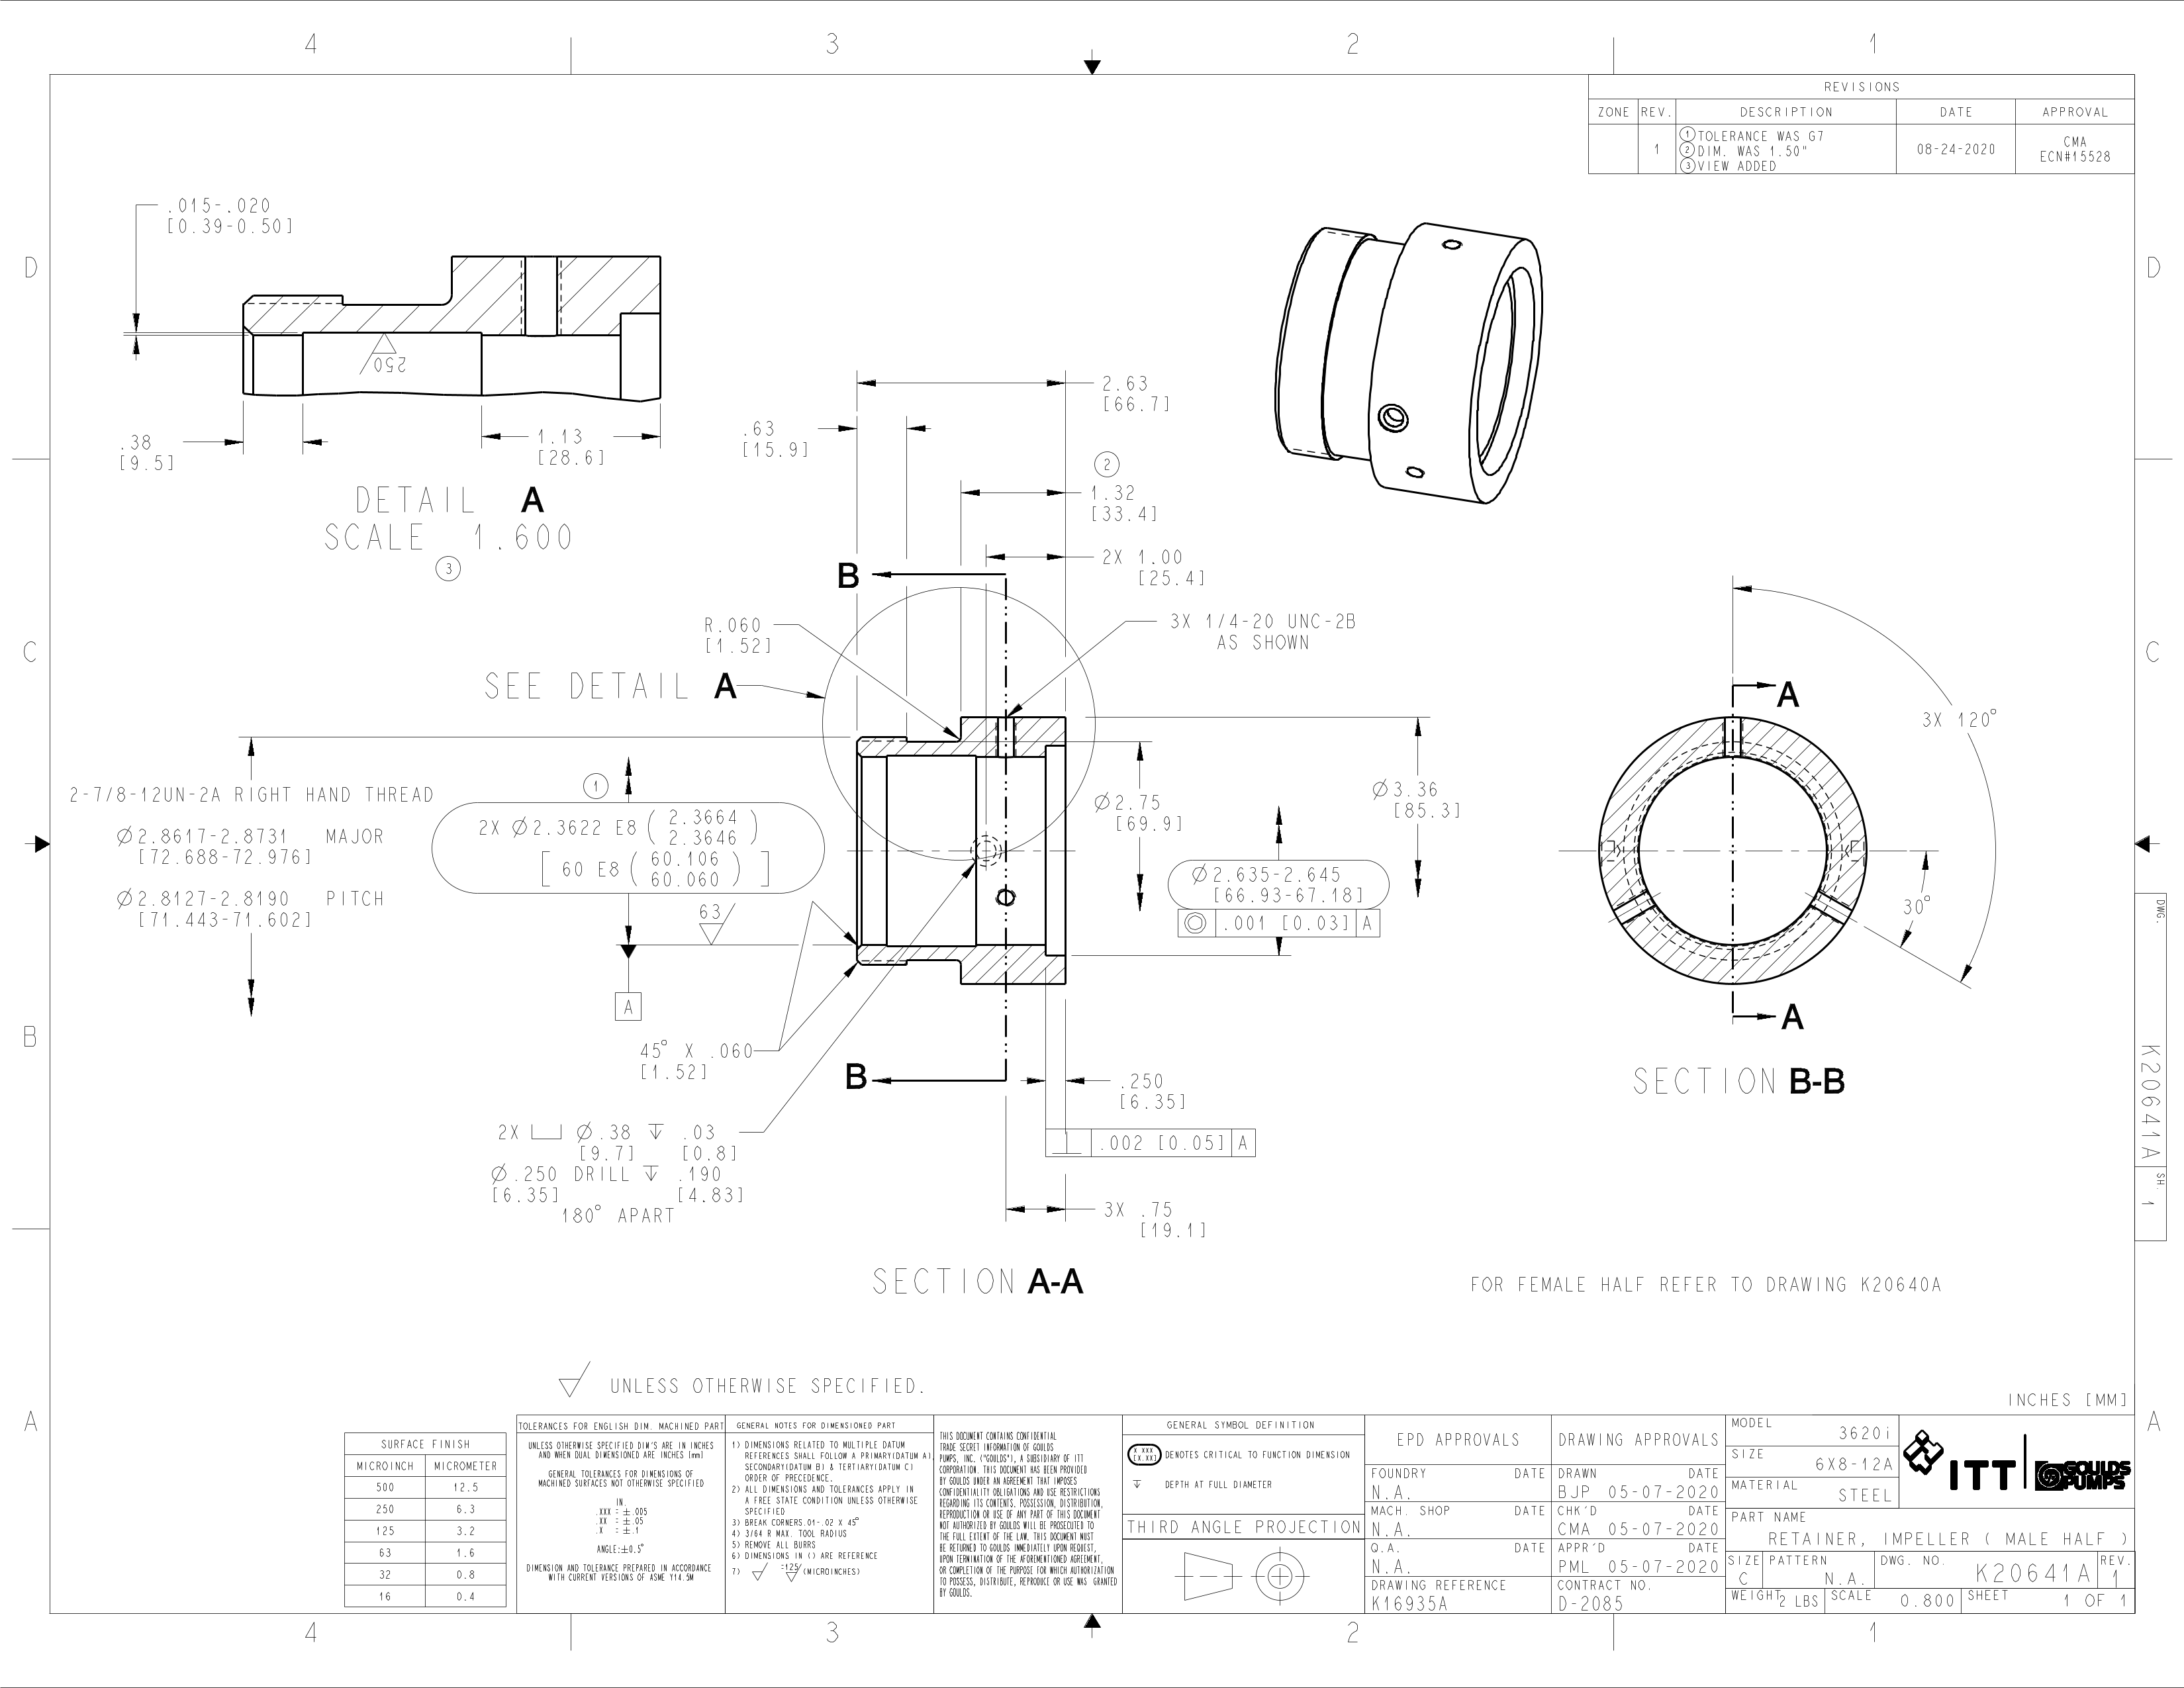 4
3
2
1
REVISIONS
ZONE REV. DESCRIPTION DATE APPROVAL
1 ① TOLERANCE WAS G7 08-24-2020 CMA
② DIM. WAS 1.50" ECN#15528
③ VIEW ADDED
D
D
.015-.020
[0.39-0.50]
250
.38
[9.5]
1.13
[28.6]
DETAIL A
SCALE 1.600
③
2.63
[66.7]
.63
[15.9]
②
1.32
[33.4]
2X 1.00
[25.4]
B
R.060
[1.52]
3X 1/4-20 UNC-2B
AS SHOWN
C
C
SEE DETAIL A
A
3X 120°
2-7/8-12UN-2A RIGHT HAND THREAD
⌀2.8617-2.8731 MAJOR
[72.688-72.976]
⌀2.8127-2.8190 PITCH
[71.443-71.602]
①
2X ⌀2.3622 E8 ( 2.3664
2.3646 )
[ 60 E8 ( 60.106
60.060 ) ]
63
A
⌀2.75
[69.9]
⌀3.36
[85.3]
⌀2.635-2.645
[66.93-67.18]
◎ .001 [0.03] A
30°
A
SECTION B-B
B
B
DWG. K20641A SH. 1
45° X .060
[1.52]
B
.250
[6.35]
⊥ .002 [0.05] A
2X ⌴ ⌀.38 ↧ .03
[9.7] [0.8]
⌀.250 DRILL ↧ .190
[6.35] [4.83]
180° APART
3X .75
[19.1]
SECTION A-A
FOR FEMALE HALF REFER TO DRAWING K20640A
A
A
UNLESS OTHERWISE SPECIFIED.
INCHES [MM]
SURFACE FINISH
MICROINCH MICROMETER
500 12.5
250 6.3
125 3.2
63 1.6
32 0.8
16 0.4
TOLERANCES FOR ENGLISH DIM. MACHINED PART
UNLESS OTHERWISE SPECIFIED DIM'S ARE IN INCHES
AND WHEN DUAL DIMENSIONED ARE INCHES [mm]
GENERAL TOLERANCES FOR DIMENSIONS OF
MACHINED SURFACES NOT OTHERWISE SPECIFIED
IN.
.XXX : ±.005
.XX : ±.05
.X : ±.1
ANGLE:±0.5°
DIMENSION AND TOLERANCE PREPARED IN ACCORDANCE
WITH CURRENT VERSIONS OF ASME Y14.5M
GENERAL NOTES FOR DIMENSIONED PART
1) DIMENSIONS RELATED TO MULTIPLE DATUM
REFERENCES SHALL FOLLOW A PRIMARY(DATUM A)
SECONDARY(DATUM B) & TERTIARY(DATUM C)
ORDER OF PRECEDENCE.
2) ALL DIMENSIONS AND TOLERANCES APPLY IN
A FREE STATE CONDITION UNLESS OTHERWISE
SPECIFIED
3) BREAK CORNERS.01-.02 X 45°
4) 3/64 R MAX. TOOL RADIUS
5) REMOVE ALL BURRS
6) DIMENSIONS IN () ARE REFERENCE
7) =125 (MICROINCHES)
THIS DOCUMENT CONTAINS CONFIDENTIAL
TRADE SECRET INFORMATION OF GOULDS
PUMPS, INC. ("GOULDS"), A SUBSIDIARY OF ITT
CORPORATION. THIS DOCUMENT HAS BEEN PROVIDED
BY GOULDS UNDER AN AGREEMENT THAT IMPOSES
CONFIDENTIALITY OBLIGATIONS AND USE RESTRICTIONS
REGARDING ITS CONTENTS. POSSESSION, DISTRIBUTION,
REPRODUCTION OR USE OF ANY PART OF THIS DOCUMENT
NOT AUTHORIZED BY GOULDS WILL BE PROSECUTED TO
THE FULL EXTENT OF THE LAW. THIS DOCUMENT MUST
BE RETURNED TO GOULDS IMMEDIATELY UPON REQUEST,
UPON TERMINATION OF THE AFOREMENTIONED AGREEMENT,
OR COMPLETION OF THE PURPOSE FOR WHICH AUTHORIZATION
TO POSSESS, DISTRIBUTE, REPRODUCE OR USE WAS GRANTED
BY GOULDS.
GENERAL SYMBOL DEFINITION
X.XXX
[X.XX] DENOTES CRITICAL TO FUNCTION DIMENSION
↧ DEPTH AT FULL DIAMETER
THIRD ANGLE PROJECTION
EPD APPROVALS
FOUNDRY DATE
N.A.
MACH. SHOP DATE
N.A.
Q.A. DATE
N.A.
DRAWING REFERENCE
K16935A
DRAWING APPROVALS
DRAWN DATE
BJP 05-07-2020
CHK'D DATE
CMA 05-07-2020
APPR'D DATE
PML 05-07-2020
CONTRACT NO.
D-2085
MODEL
3620i
SIZE
6X8-12A
MATERIAL
STEEL
ITT GOULDS PUMPS
PART NAME
RETAINER, IMPELLER ( MALE HALF )
SIZE PATTERN DWG. NO. REV.
C N.A. K20641A 1
WEIGHT 2 LBS SCALE 0.800 SHEET 1 OF 1
4
3
2
1